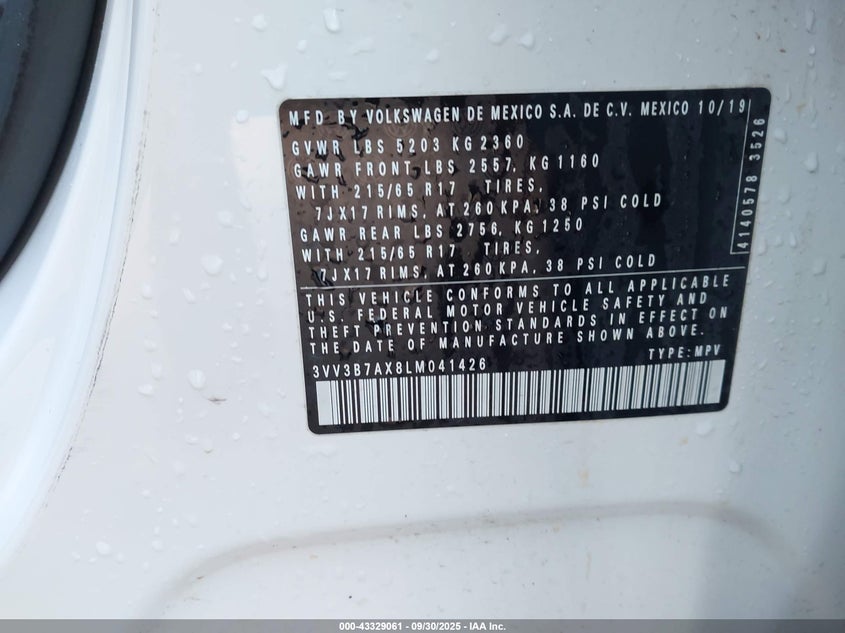 MFD BY VOLKSWAGEN DE MEXICO S.A. DE C.V. MEXICO 10/19
GVWR LBS 5203 KG 2360
GAWR FRONT LBS 2557, KG 1160
WITH 215/65 R17 TIRES,
7JX17 RIMS, AT 260 KPA, 38 PSI COLD
GAWR REAR LBS 2756, KG 1250
WITH 215/65 R17 TIRES,
7JX17 RIMS, AT 260 KPA, 38 PSI COLD
THIS VEHICLE CONFORMS TO ALL APPLICABLE
U.S. FEDERAL MOTOR VEHICLE SAFETY AND
THEFT PREVENTION STANDARDS IN EFFECT ON
THE DATE OF MANUFACTURE SHOWN ABOVE.
3VV3B7AX8LM041426 TYPE: MPV
41405783526
000-43329061 - 09/30/2025 - IAA Inc.